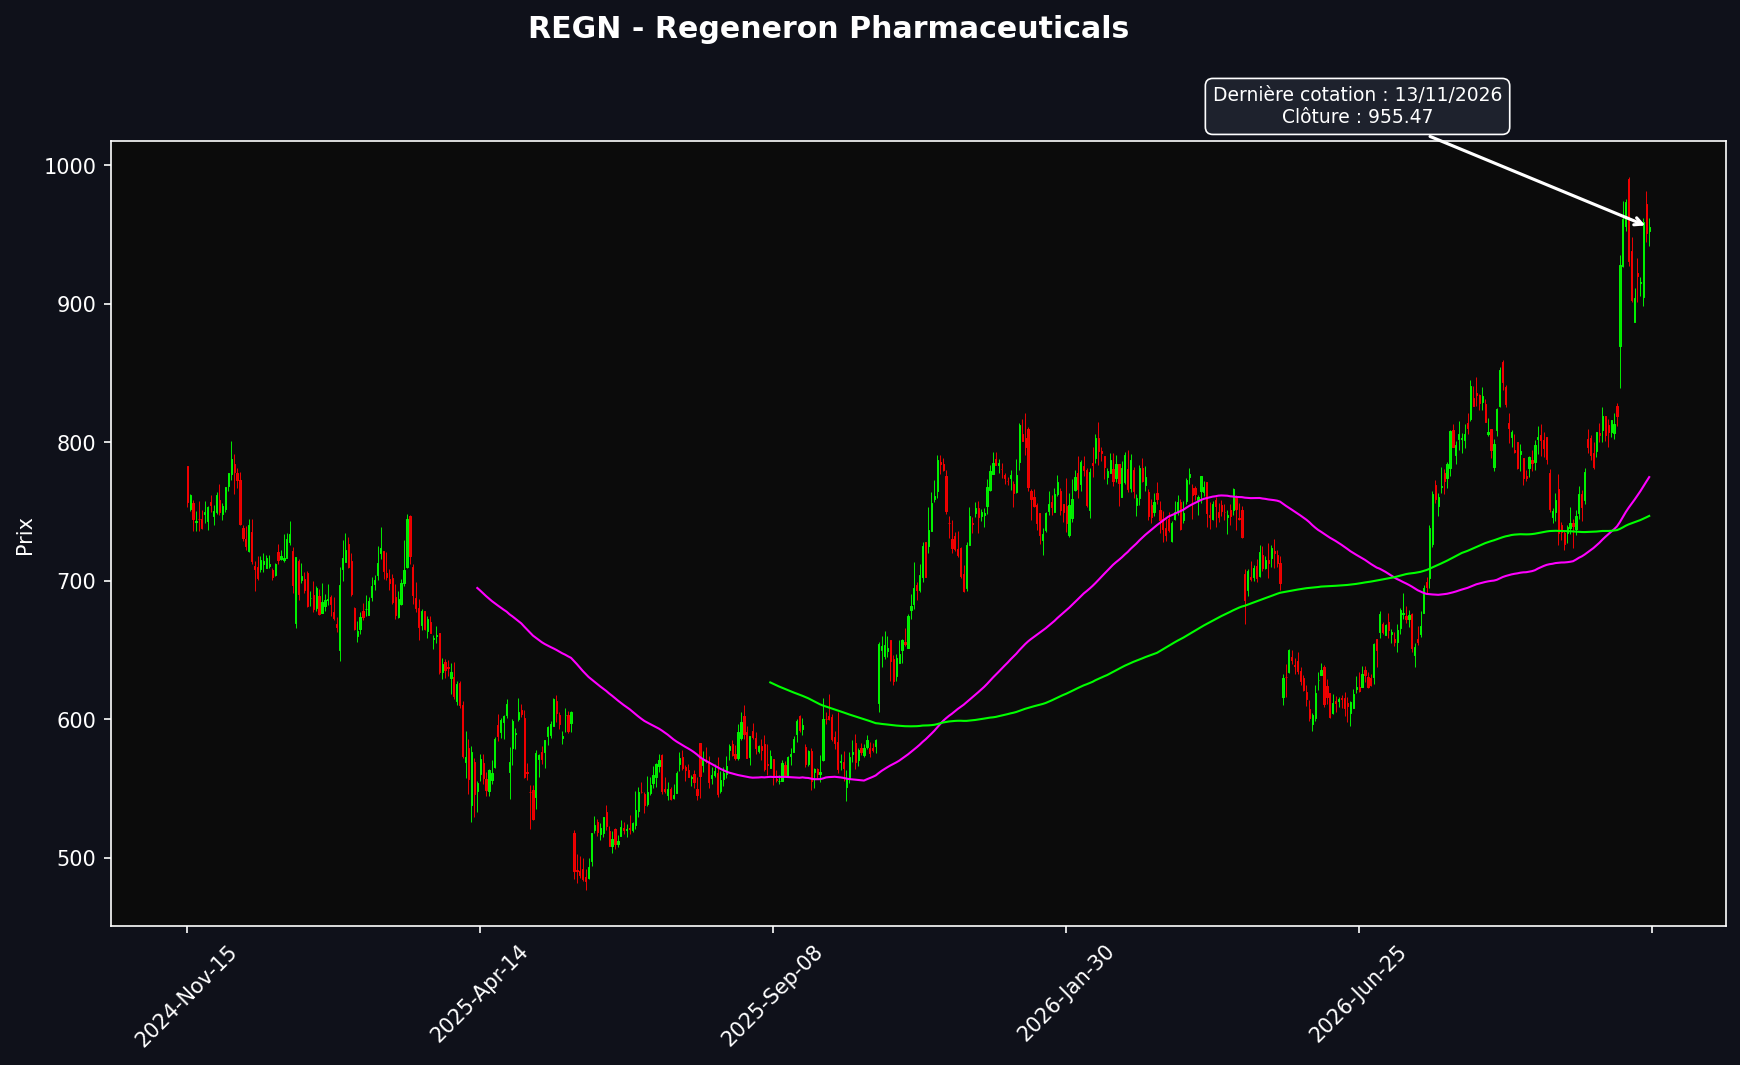 REGN - Regeneron Pharmaceuticals
Dernière cotation : 13/11/2026
Clôture : 955.47
1000
900
800
700
600
500
Prix
2024-Nov-15
2025-Apr-14
2025-Sep-08
2026-Jan-30
2026-Jun-25